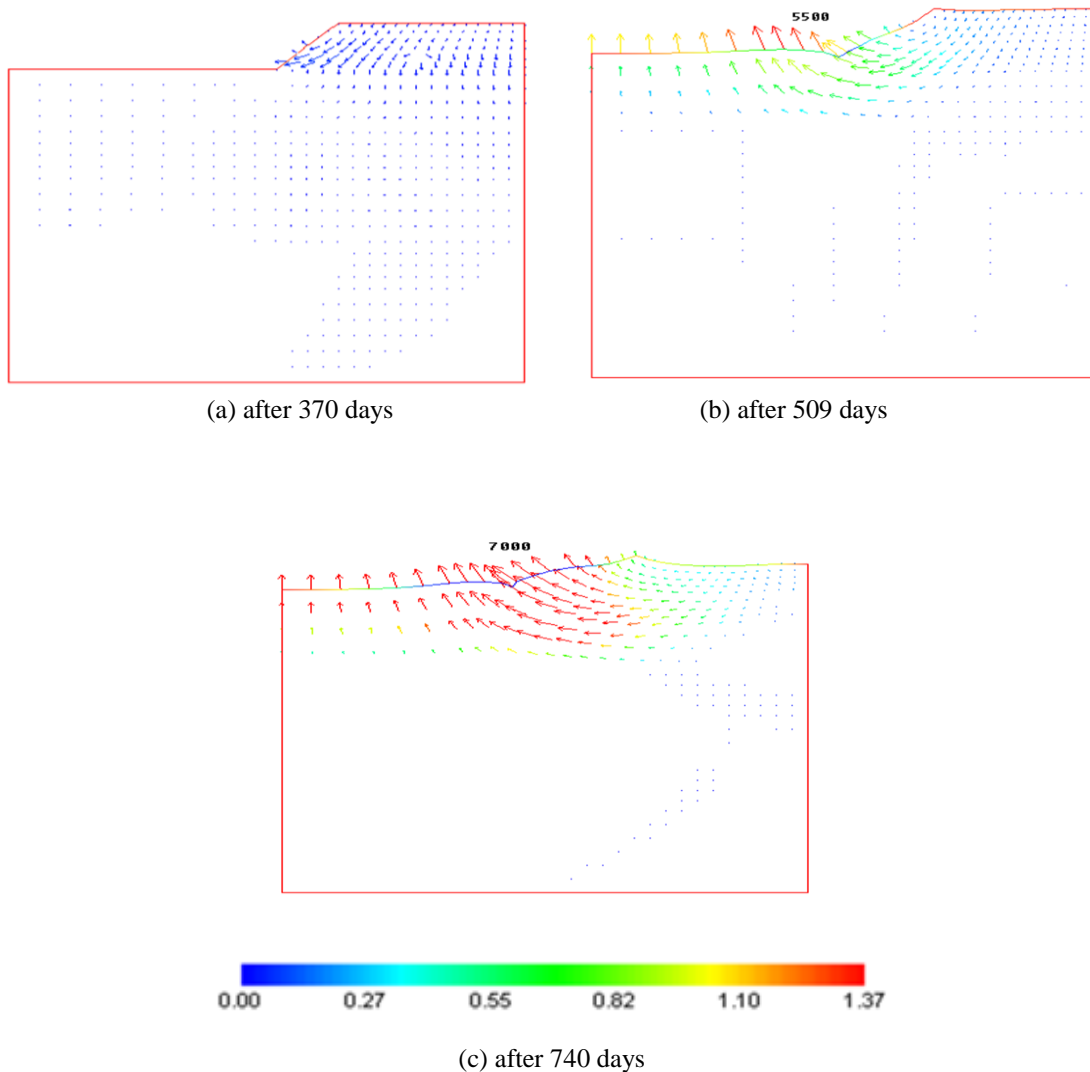 5500
(a) after 370 days
(b) after 509 days
7000
0.00 0.27 0.55 0.82 1.10 1.37
(c) after 740 days